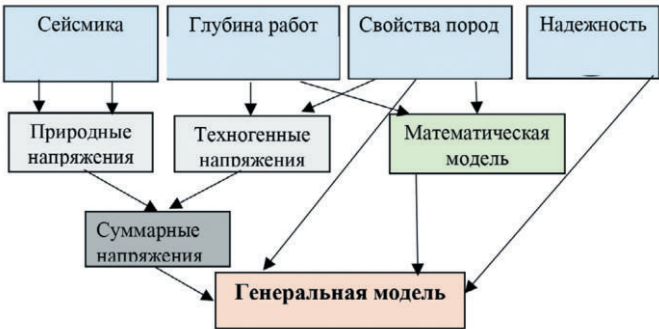 Сейсмика
Глубина работ
Свойства пород
Надежность
Природные
напряжения
Техногенные
напряжения
Математическая
модель
Суммарные
напряжения
Генеральная модель